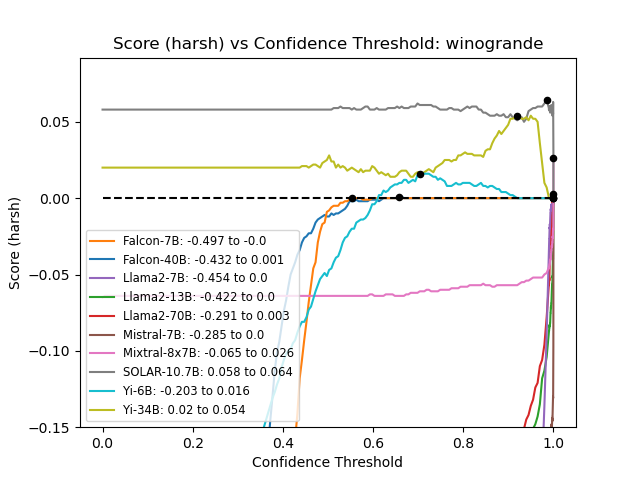 Score (harsh) vs Confidence Threshold: winogrande
Score (harsh)
0.05
0.00
−0.05
−0.10
−0.15
Falcon-7B: -0.497 to -0.0
Falcon-40B: -0.432 to 0.001
Llama2-7B: -0.454 to 0.0
Llama2-13B: -0.422 to 0.0
Llama2-70B: -0.291 to 0.003
Mistral-7B: -0.285 to 0.0
Mixtral-8x7B: -0.065 to 0.026
SOLAR-10.7B: 0.058 to 0.064
Yi-6B: -0.203 to 0.016
Yi-34B: 0.02 to 0.054
0.0 0.2 0.4 0.6 0.8 1.0
Confidence Threshold